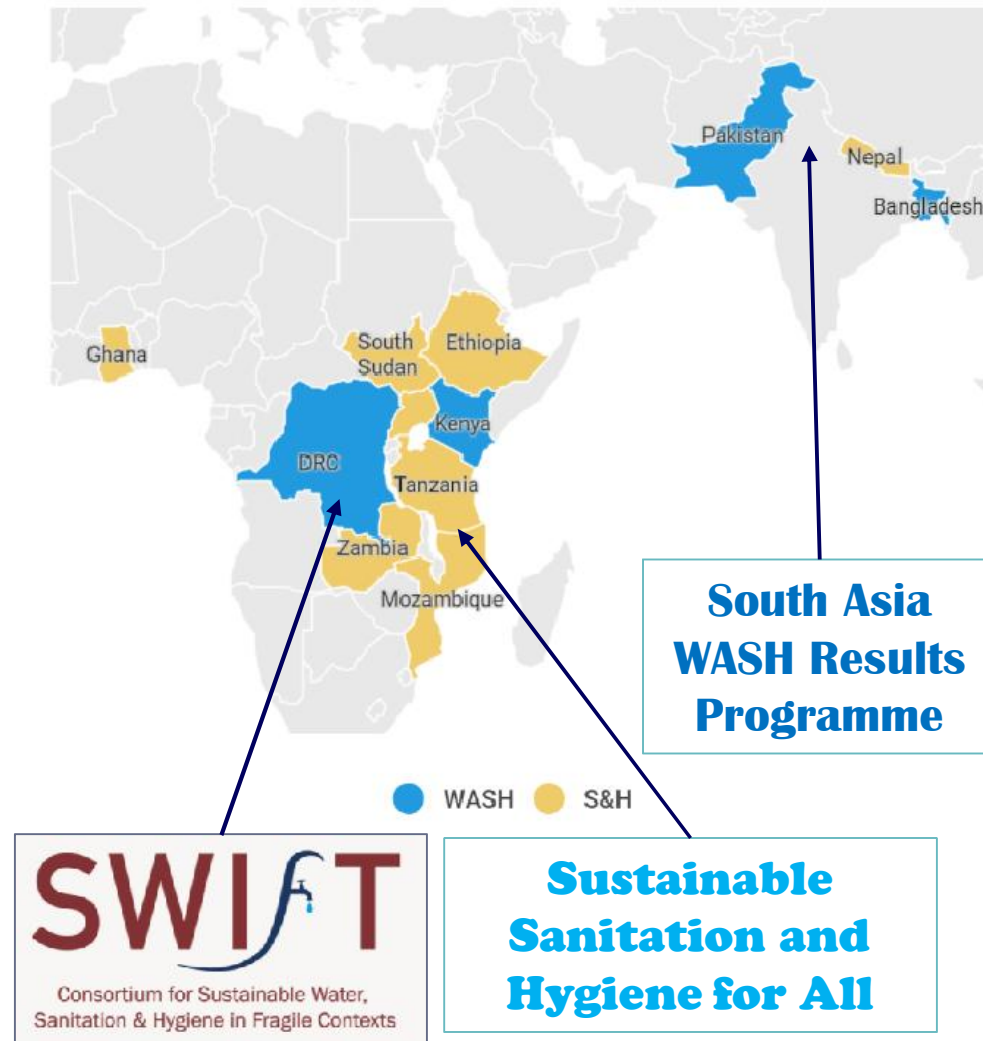 Pakistan
Nepal
Bangladesh
Ghana
South
Sudan
Ethiopia
Kenya
DRC
Tanzania
Zambia
Mozambique
South Asia
WASH Results
Programme
WASH
S&H
SWIFT
Consortium for Sustainable Water,
Sanitation & Hygiene in Fragile Contexts
Sustainable
Sanitation and
Hygiene for All